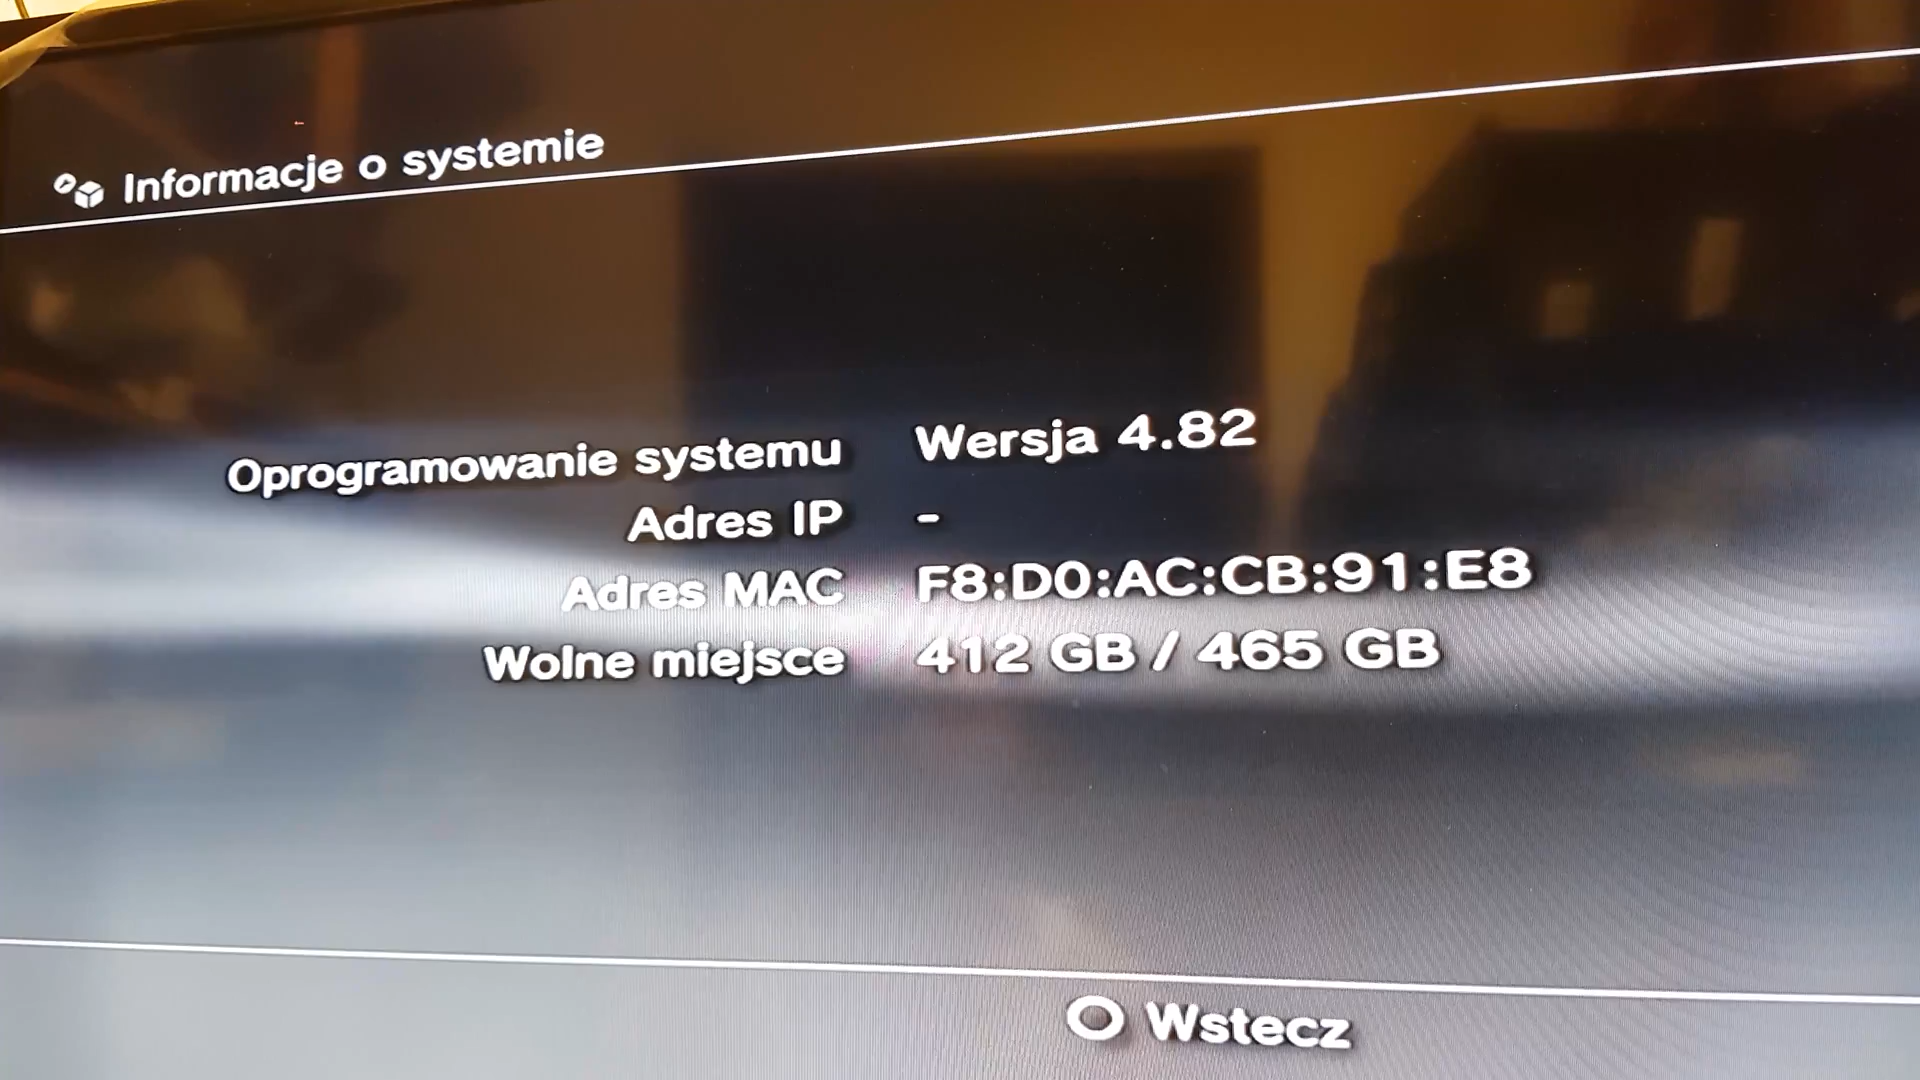 Informacje o systemie
Oprogramowanie systemu Wersja 4.82
Adres IP -
Adres MAC F8:D0:AC:CB:91:E8
Wolne miejsce 412 GB / 465 GB
Wstecz